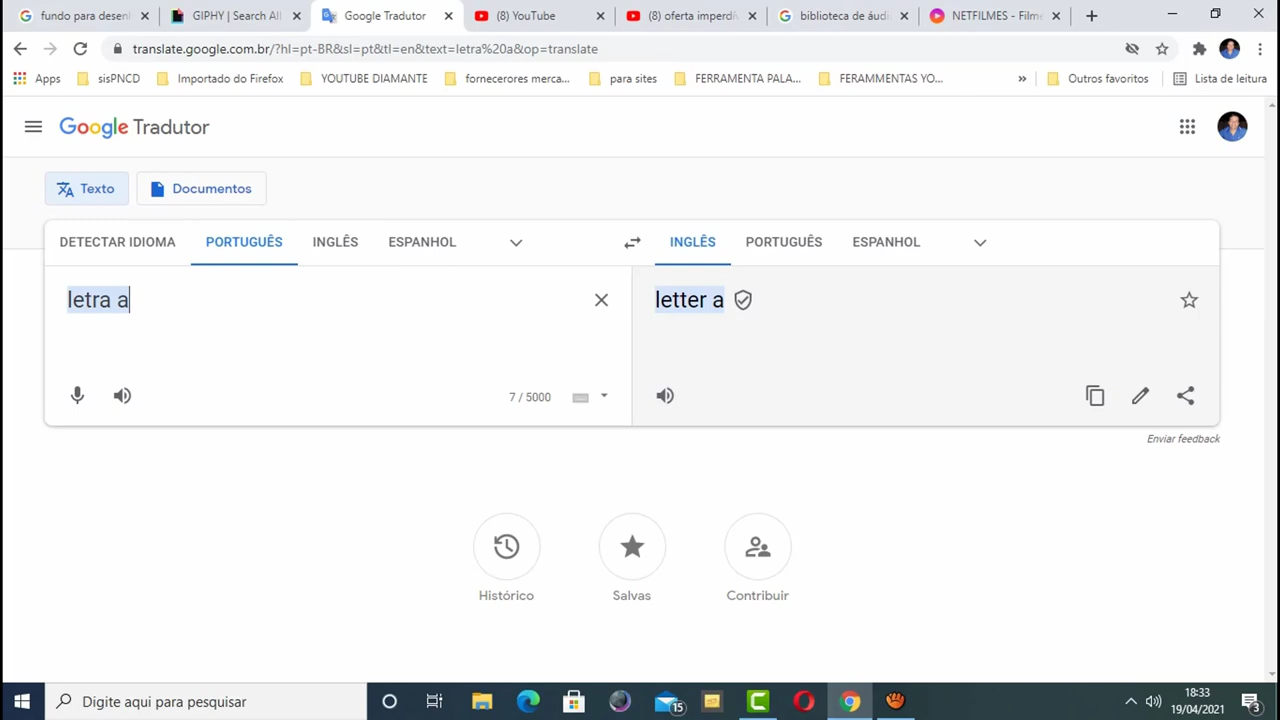 fundo para desen
GIPHY | Search All
Google Tradutor
(8) YouTube
(8) oferta imperdív
biblioteca de áudi
NETFILMES - Filme
translate.google.com.br/?hl=pt-BR&sl=pt&tl=en&text=letra%20a&op=translate
Apps
sisPNCD
Importado do Firefox
YOUTUBE DIAMANTE
fornecerores merca...
para sites
FERRAMENTA PALA...
FERAMMENTAS YO...
»
Outros favoritos
Lista de leitura
Google Tradutor
Texto
Documentos
DETECTAR IDIOMA
PORTUGUÊS
INGLÊS
ESPANHOL
INGLÊS
PORTUGUÊS
ESPANHOL
letra a
letter a
7 / 5000
Enviar feedback
Histórico
Salvas
Contribuir
Digite aqui para pesquisar
15
18:33
19/04/2021
3